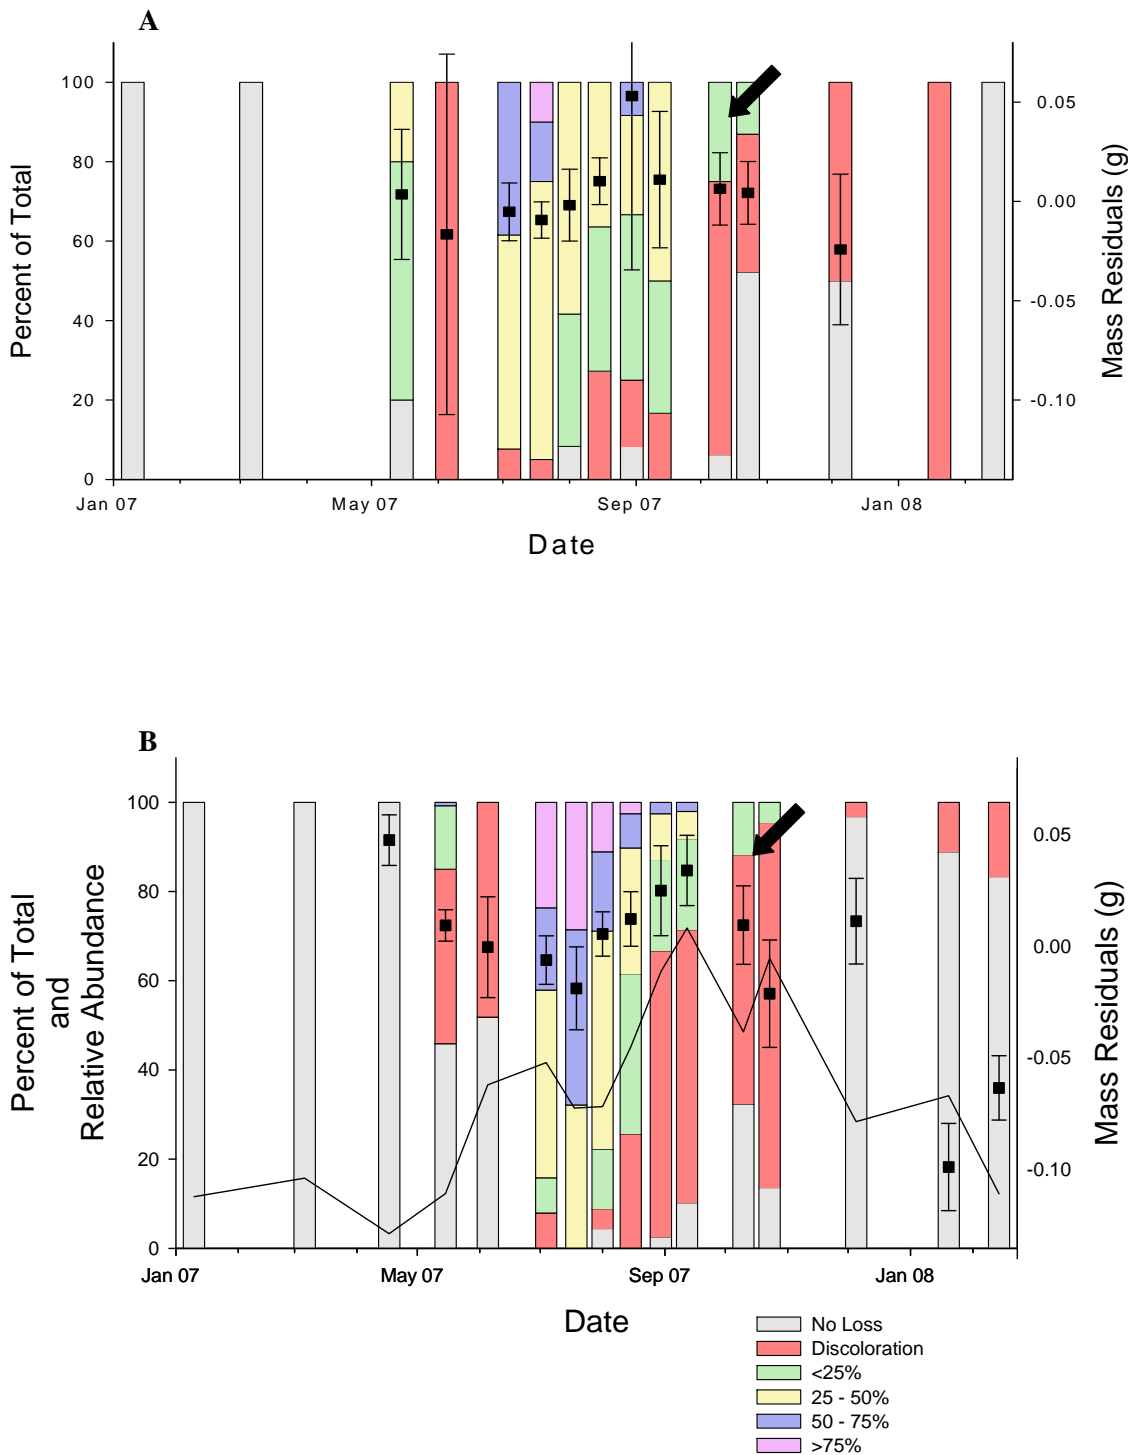 A
100
80
60
40
20
0
Percent of Total
0.05
0.00
-0.05
-0.10
Mass Residuals (g)
Jan 07
May 07
Sep 07
Jan 08
Date
B
100
80
60
40
20
0
Percent of Total
and
Relative Abundance
0.05
0.00
-0.05
-0.10
Mass Residuals (g)
Jan 07
May 07
Sep 07
Jan 08
Date
No Loss
Discoloration
<25%
25 - 50%
50 - 75%
>75%